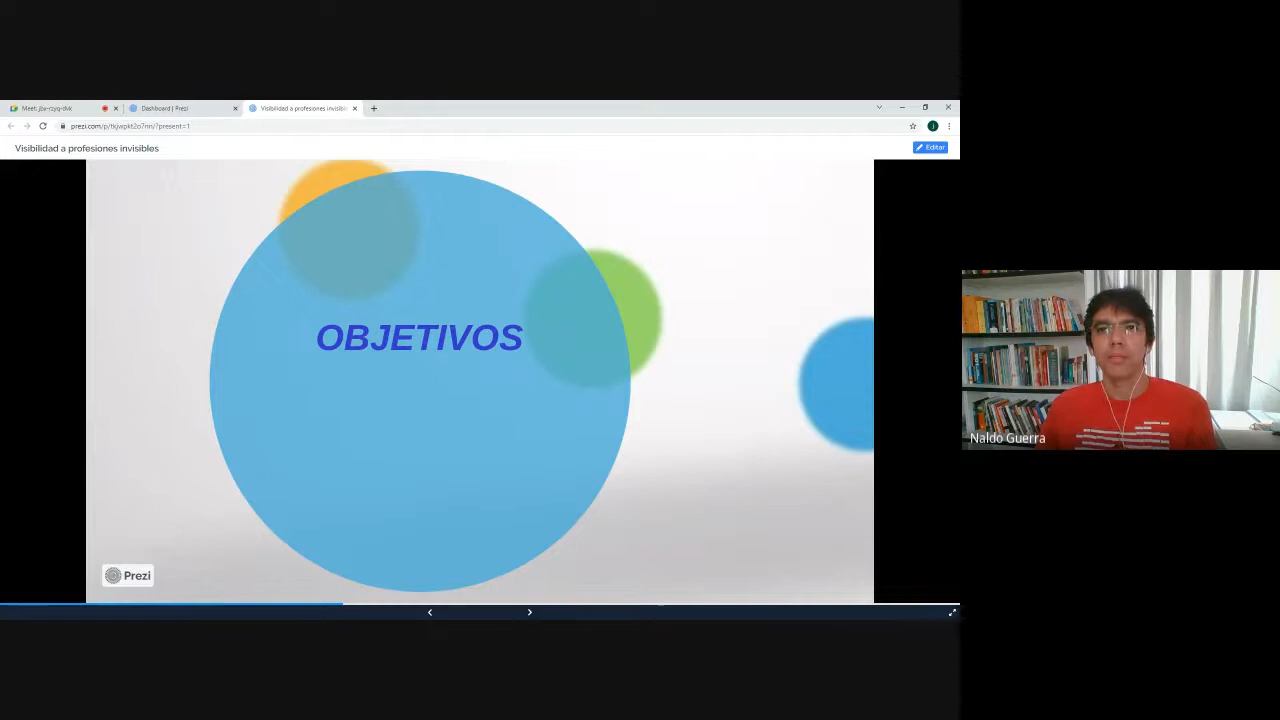 Meet: jbx-rzyq-dvk
Dashboard | Prezi
Visibilidad a profesiones invisib
prezi.com/p/tkjwpkt2o7nn/?present=1
Visibilidad a profesiones invisibles
Editar
OBJETIVOS
Naldo Guerra
Prezi